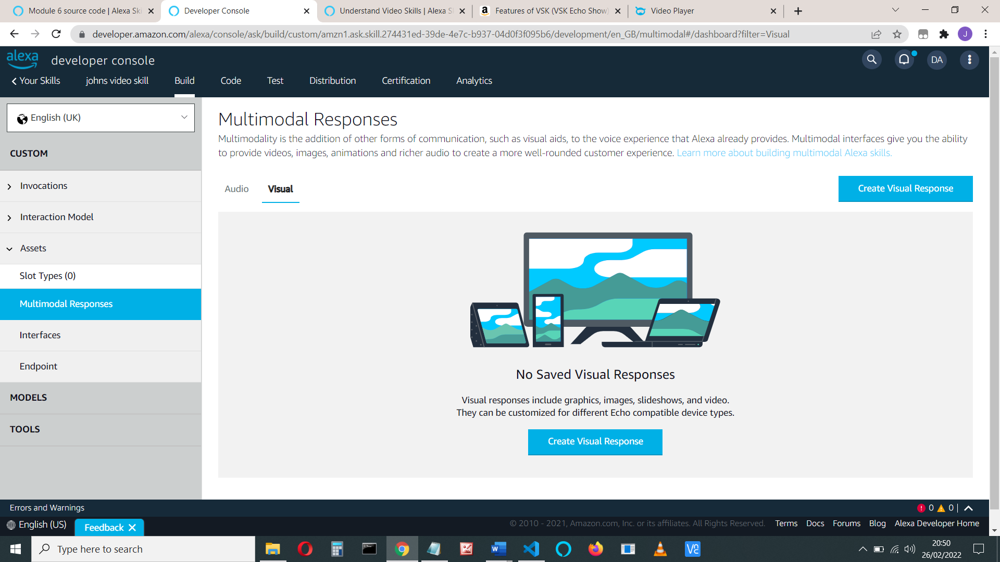 Module 6 source code | Alexa Ski
Developer Console
Understand Video Skills | Alexa S
Features of VSK (VSK Echo Show)
Video Player
developer.amazon.com/alexa/console/ask/build/custom/amzn1.ask.skill.274431ed-39de-4e7c-b937-04d0f3f095b6/development/en_GB/multimodal#/dashboard?filter=Visual
J
alexa
developer console
DA
Your Skills
johns video skill
Build
Code
Test
Distribution
Certification
Analytics
English (UK)
CUSTOM
Invocations
Interaction Model
Assets
Slot Types (0)
Multimodal Responses
Interfaces
Endpoint
MODELS
TOOLS
Multimodal Responses
Multimodality is the addition of other forms of communication, such as visual aids, to the voice experience that Alexa already provides. Multimodal interfaces give you the ability
to provide videos, images, animations and richer audio to create a more well-rounded customer experience. Learn more about building multimodal Alexa skills.
Audio
Visual
Create Visual Response
No Saved Visual Responses
Visual responses include graphics, images, slideshows, and video.
They can be customized for different Echo compatible device types.
Create Visual Response
Errors and Warnings
0
0
English (US)
Feedback
© 2010 - 2021, Amazon.com, Inc. or its affiliates. All Rights Reserved.
Terms
Docs
Forums
Blog
Alexa Developer Home
Type here to search
20:50
26/02/2022